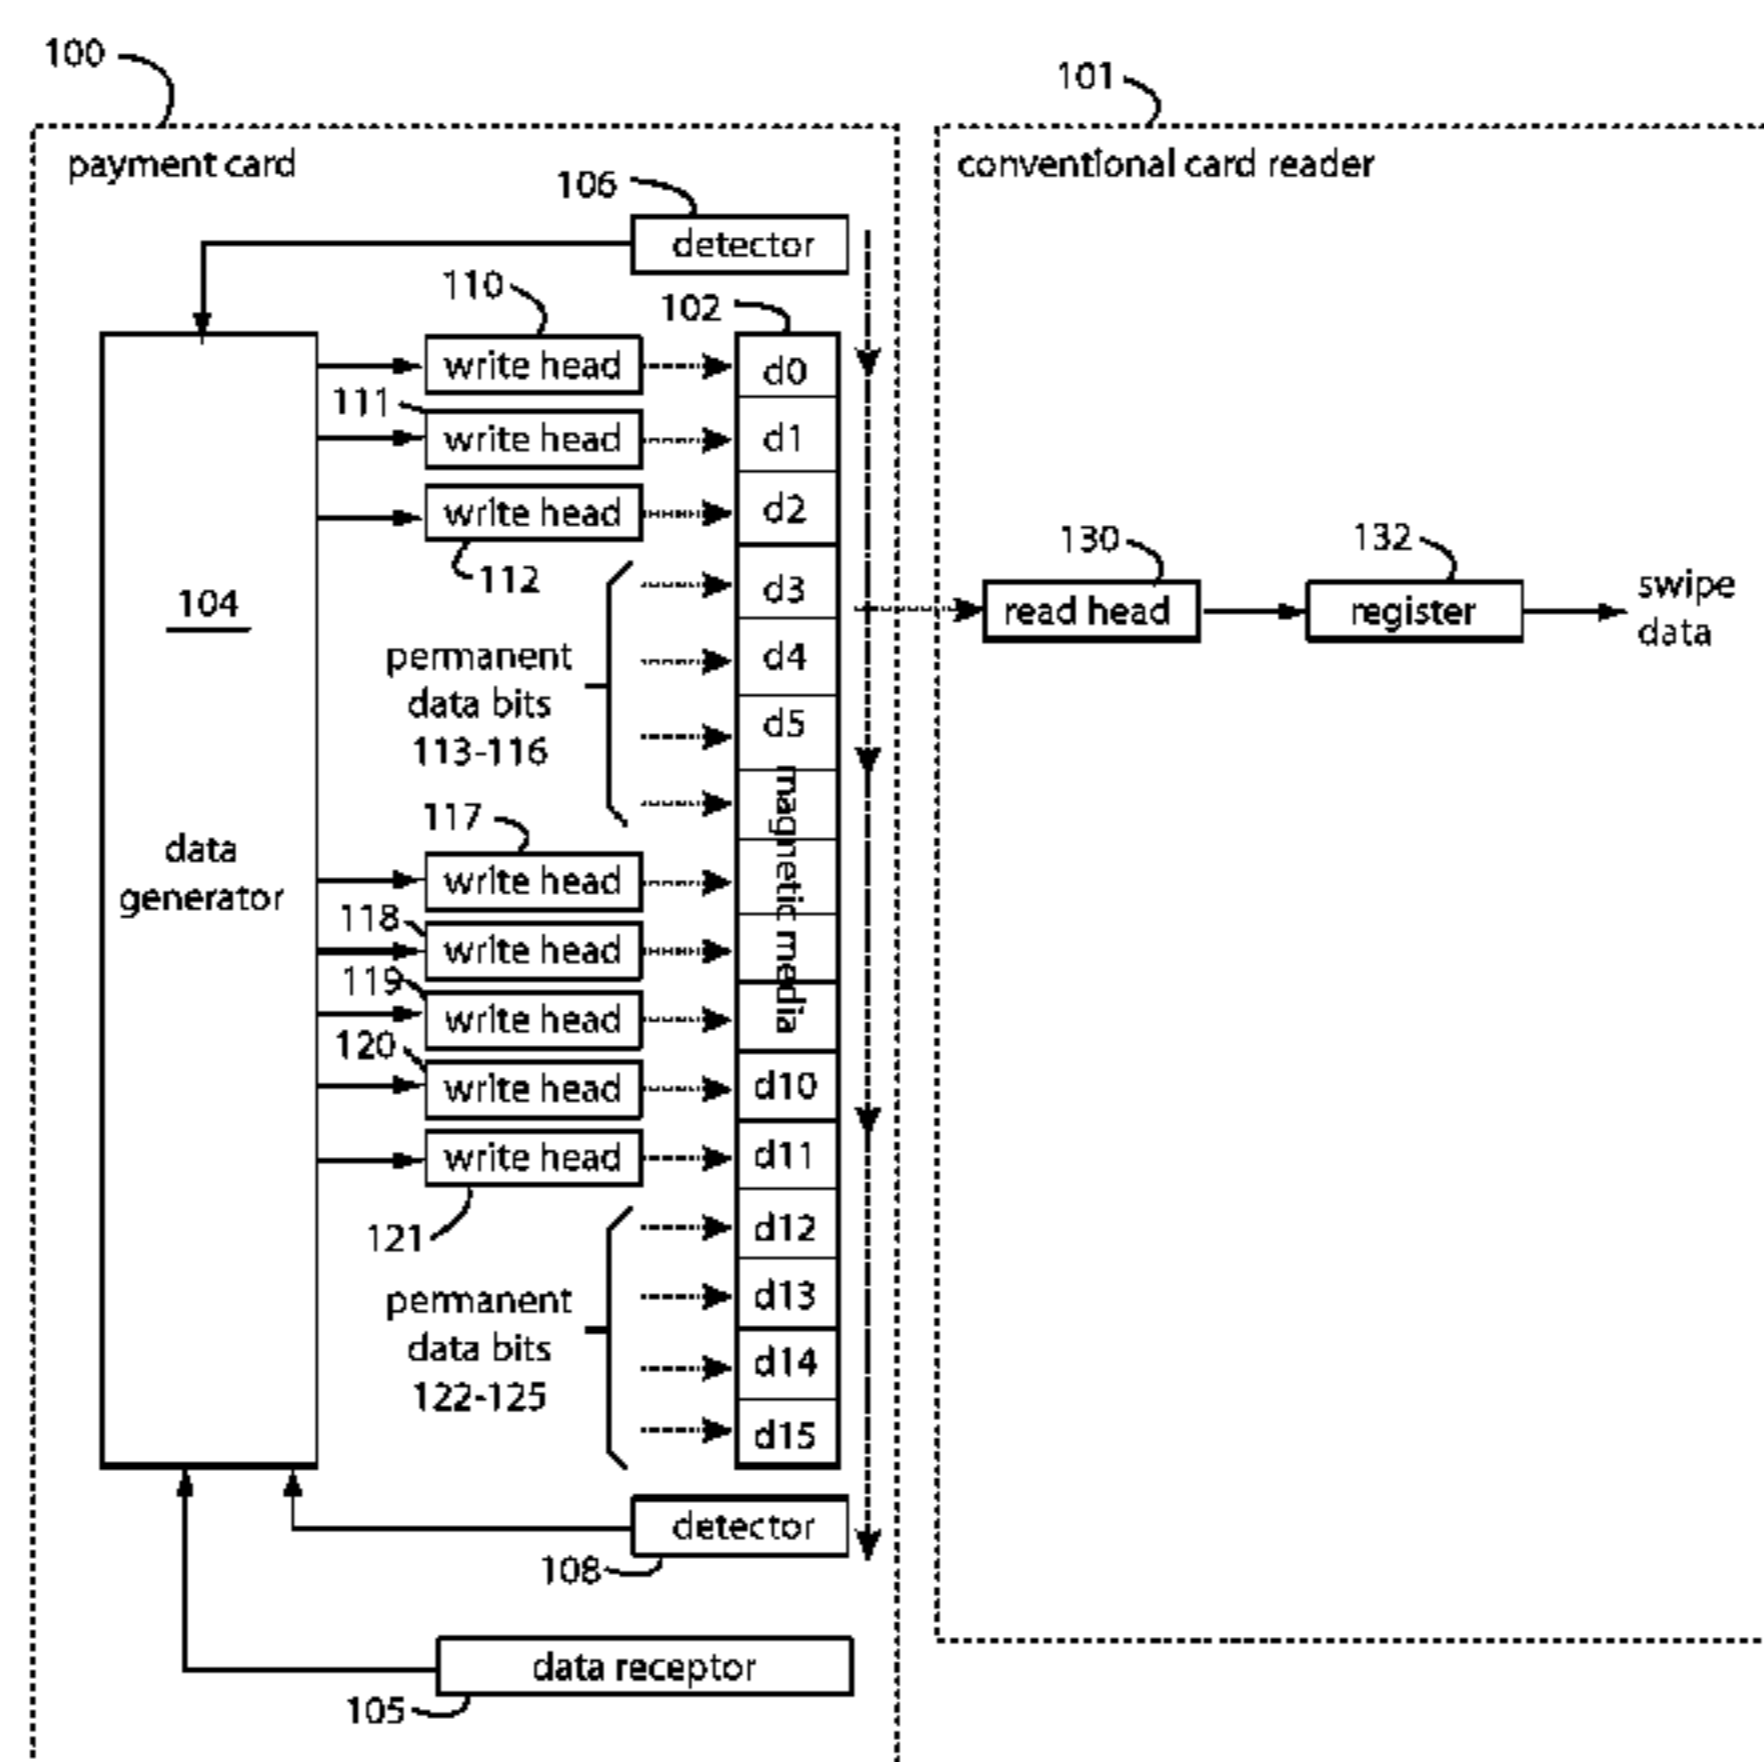 100
101
payment card
conventional card reader
106
detector
110
102
write head
d0
111
write head
d1
write head
d2
112
130
132
104
d3
read head
register
swipe
data
permanent
data bits
113-116
d4
d5
magnetic media
117
data
generator
write head
118
write head
119
write head
120
write head
d10
write head
d11
121
d12
permanent
data bits
122-125
d13
d14
d15
detector
108
data receptor
105